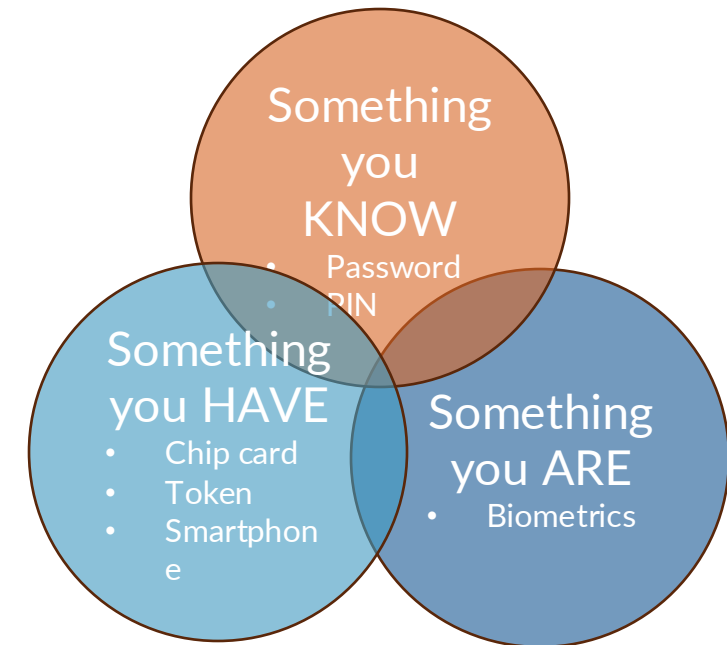 Something
you
KNOW
• Password
• PIN
Something
you HAVE
• Chip card
• Token
• Smartphon
e
Something
you ARE
• Biometrics